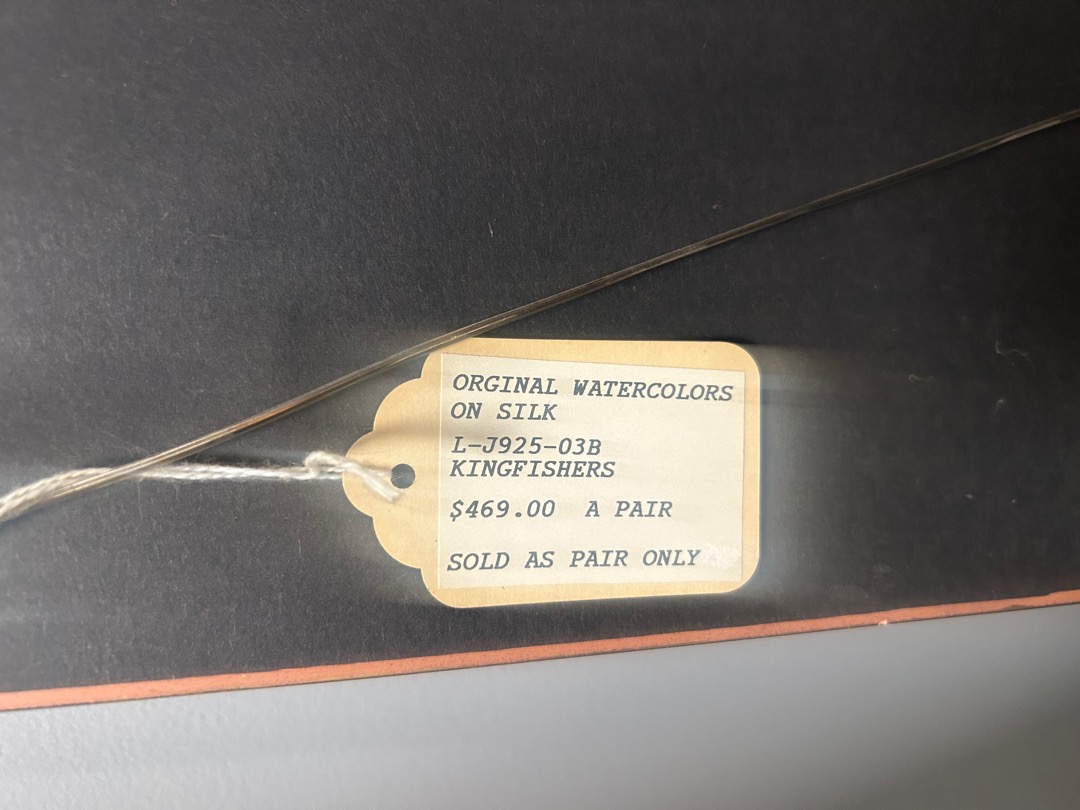 ORGINAL WATERCOLORS
ON SILK
L-J925-03B
KINGFISHERS
$469.00 A PAIR
SOLD AS PAIR ONLY